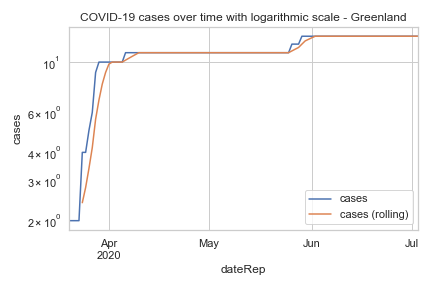 COVID-19 cases over time with logarithmic scale - Greenland
cases
10¹
6 × 10⁰
4 × 10⁰
3 × 10⁰
2 × 10⁰
cases
cases (rolling)
Apr
2020
May
Jun
Jul
dateRep